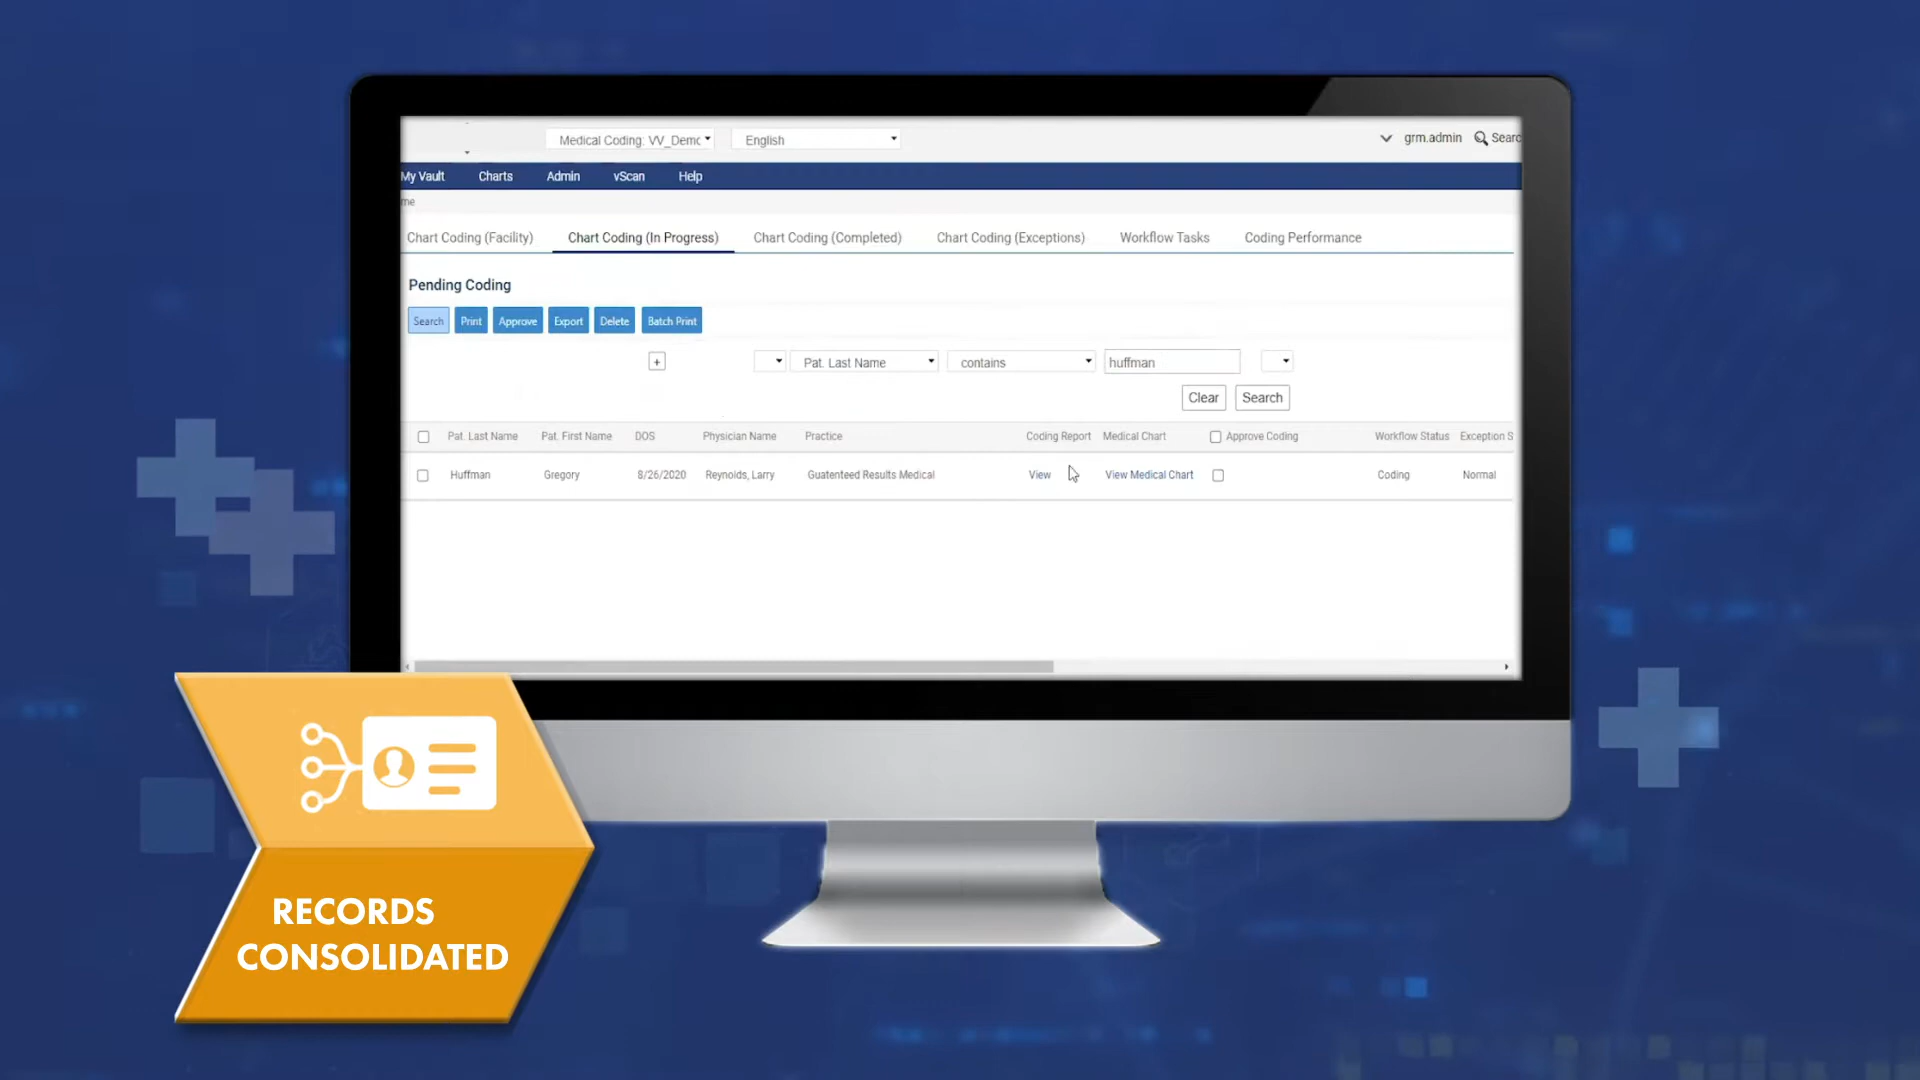 Medical Coding: VV_Demo English grm.admin Searc
My Vault Charts Admin vScan Help
me
Chart Coding (Facility) Chart Coding (In Progress) Chart Coding (Completed) Chart Coding (Exceptions) Workflow Tasks Coding Performance
Pending Coding
Search Print Approve Export Delete Batch Print
+ Pat. Last Name contains huffman
Clear Search
Pat. Last Name Pat. First Name DOS Physician Name Practice Coding Report Medical Chart Approve Coding Workflow Status Exception S
Huffman Gregory 8/26/2020 Reynolds, Larry Guatenteed Results Medical View View Medical Chart Coding Normal
RECORDS
CONSOLIDATED